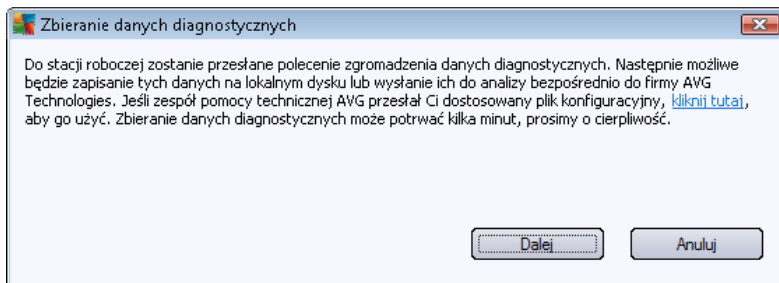 Zbieranie danych diagnostycznych
Do stacji roboczej zostanie przesłane polecenie zgromadzenia danych diagnostycznych. Następnie możliwe
będzie zapisanie tych danych na lokalnym dysku lub wysłanie ich do analizy bezpośrednio do firmy AVG
Technologies. Jeśli zespół pomocy technicznej AVG przesłał Ci dostosowany plik konfiguracyjny, kliknij tutaj,
aby go użyć. Zbieranie danych diagnostycznych może potrwać kilka minut, prosimy o cierpliwość.
Dalej Anuluj